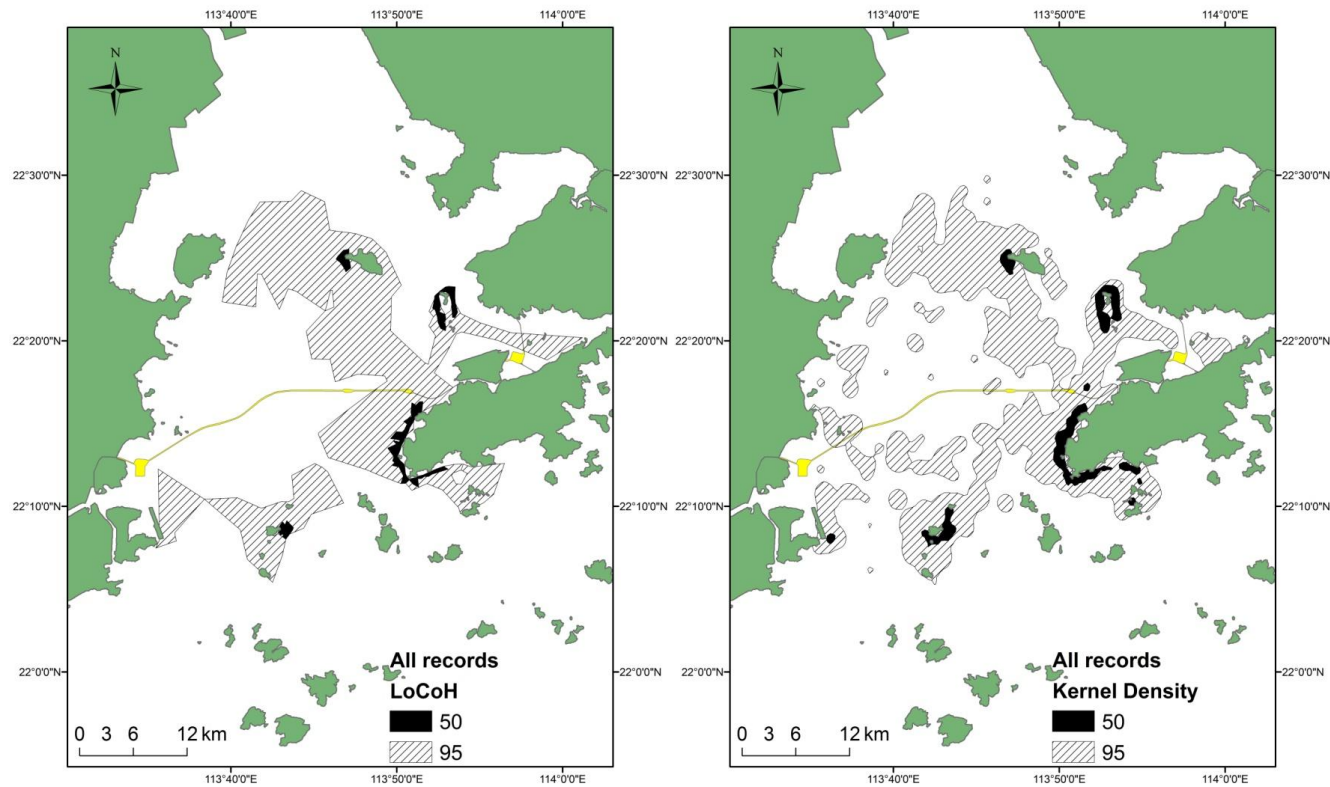 113°40'0"E 113°50'0"E 114°0'0"E
113°40'0"E 113°50'0"E 114°0'0"E
N
N
22°30'0"N
22°30'0"N 22°30'0"N
22°20'0"N
22°20'0"N 22°20'0"N
22°10'0"N
22°10'0"N 22°10'0"N
22°0'0"N
22°0'0"N 22°0'0"N
All records
LoCoH
50
95
0 3 6 12 km
All records
Kernel Density
50
95
0 3 6 12 km
113°40'0"E 113°50'0"E 114°0'0"E
113°40'0"E 113°50'0"E 114°0'0"E